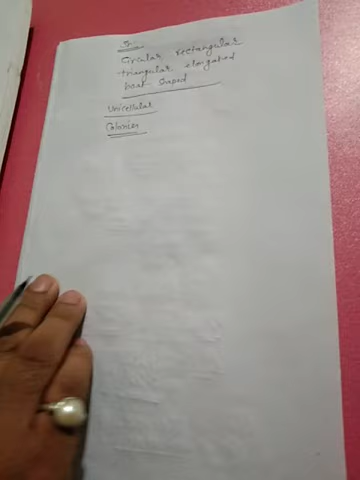 Circular, rectangular
triangular, elongated
boat-Shaped
Unicellular
Colonies